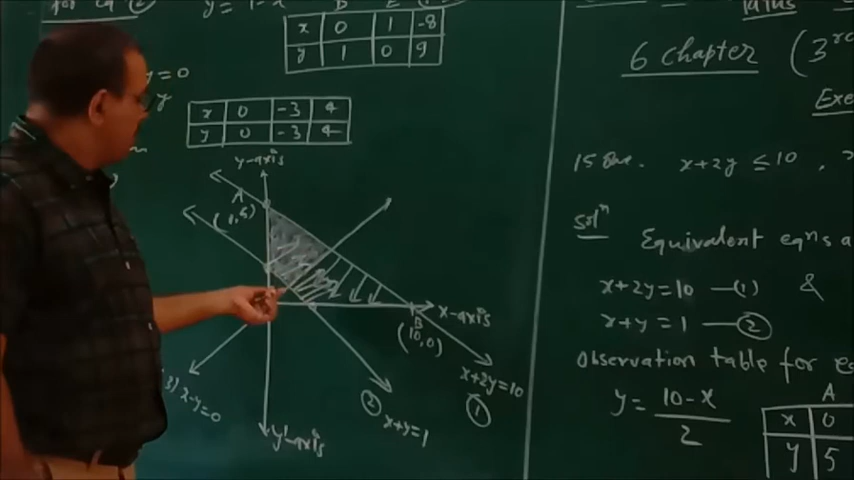 for eq (2)
y = 1-x
x 0 1 -8
y 1 0 9
y=0
y
x 0 -3 4
y 0 -3 4
y-axis
A
x-axis
B
(10,0)
x+2y=10
①
②
x+y=1
3) x-y=0
y'-axis
6 chapter (3rd
Exe
15 Que. x+2y ≤10 ,
Soln
Equivalent eqns a
x+2y=10 —(1) &
x+y=1 —②
Observation table for e
y = 10-x
2
A
x 0
y 5